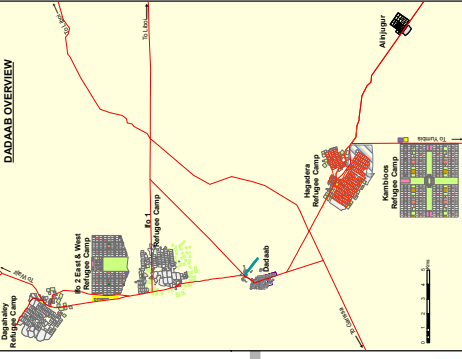 DADAAB OVERVIEW
To Liboi
Alinjugur
Hagadera
Refugee Camp
To Yumbis
Kambioos
Refugee Camp
Ifo 1
Refugee Camp
Ifo 2 East & West
Refugee Camp
Dadaab
To Wajir
Dagahaley
Refugee Camp
To Garissa